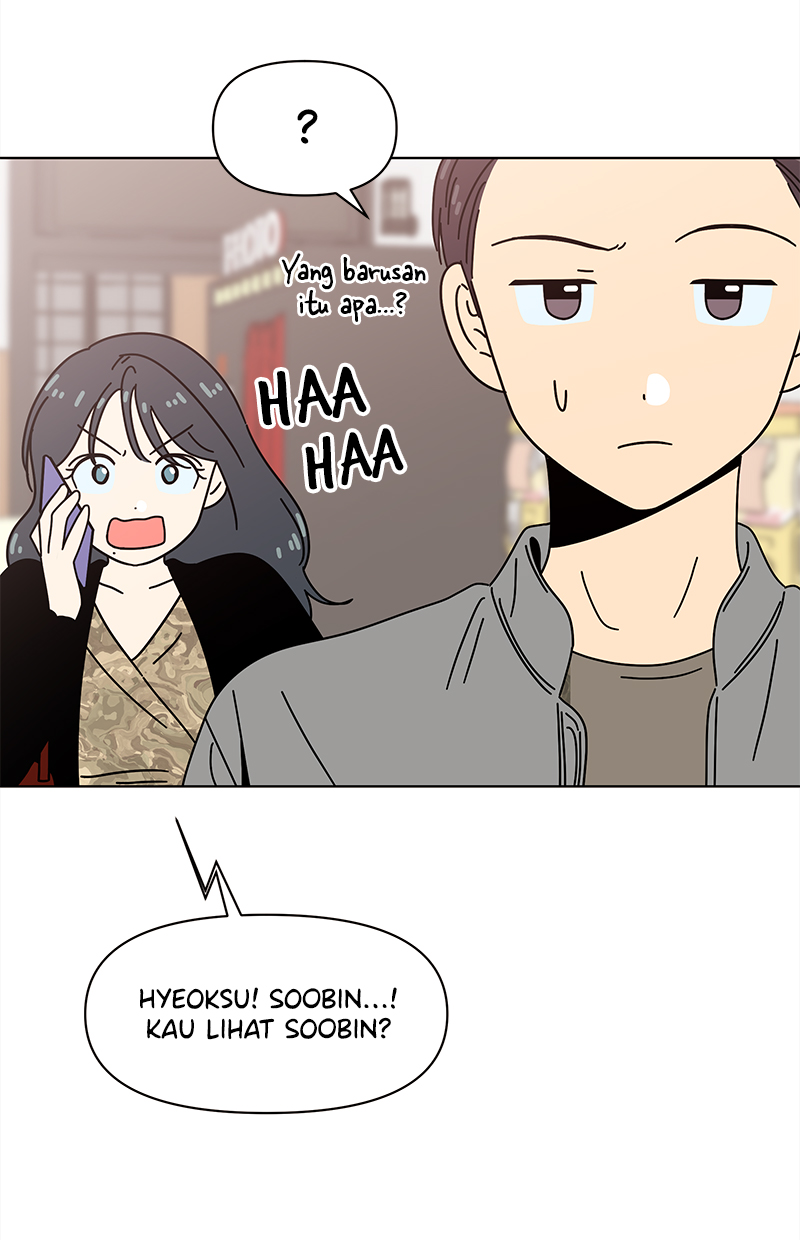 ?
Yang barusan
itu apa...?
HAA
HAA
HYEOKSU! SOOBIN...!
KAU LIHAT SOOBIN?